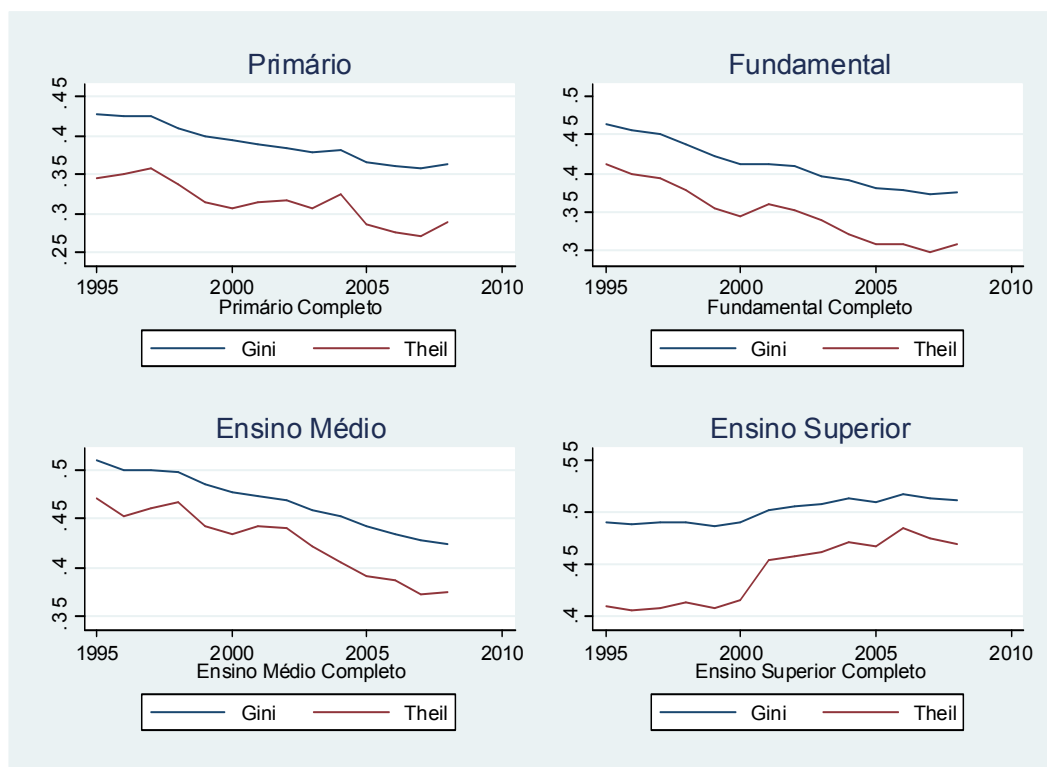 Primário
.45
.4
.35
.3
.25
1995 2000 2005 2010
Primário Completo
Gini Theil
Fundamental
.5
.45
.4
.35
.3
1995 2000 2005 2010
Fundamental Completo
Gini Theil
Ensino Médio
.5
.45
.4
.35
1995 2000 2005 2010
Ensino Médio Completo
Gini Theil
Ensino Superior
.55
.5
.45
.4
1995 2000 2005 2010
Ensino Superior Completo
Gini Theil